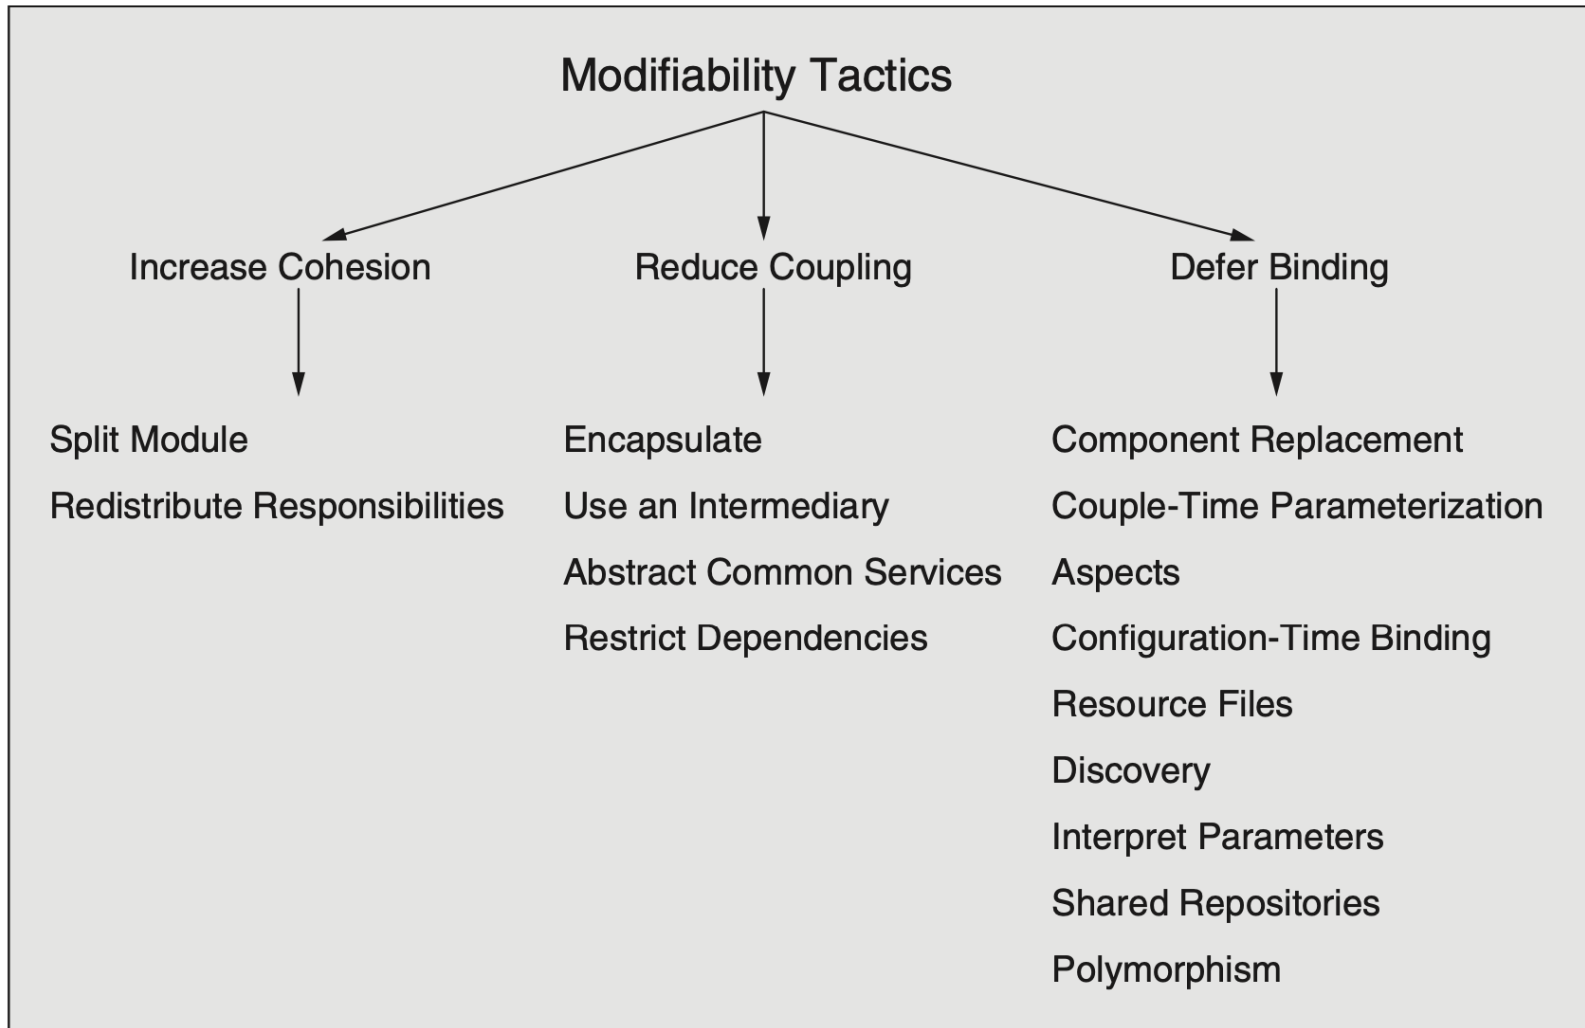 Modifiability Tactics
Increase Cohesion
Reduce Coupling
Defer Binding
Split Module
Redistribute Responsibilities
Encapsulate
Use an Intermediary
Abstract Common Services
Restrict Dependencies
Component Replacement
Couple-Time Parameterization
Aspects
Configuration-Time Binding
Resource Files
Discovery
Interpret Parameters
Shared Repositories
Polymorphism